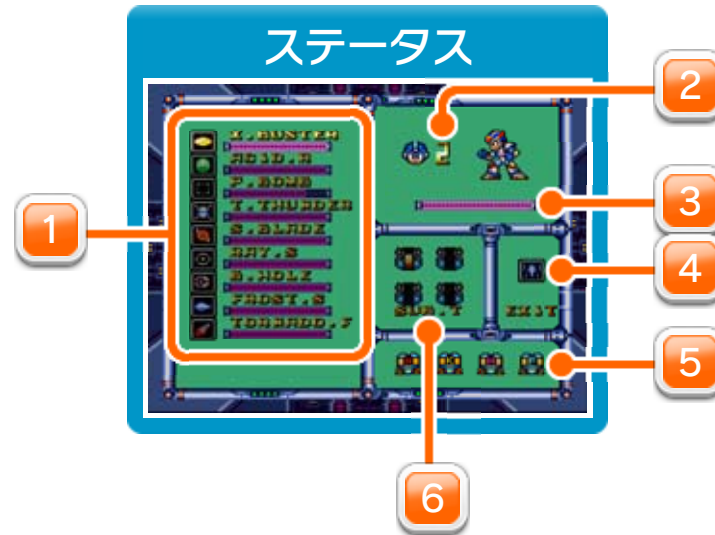 ステータス
X.BUSTER
ACID.R
P.BOMB
T.THUNDER
S.BLADE
RAY.S
B.HOLE
FROST.S
TORNADO.F
2
SUB.T
EXIT
1
2
3
4
5
6